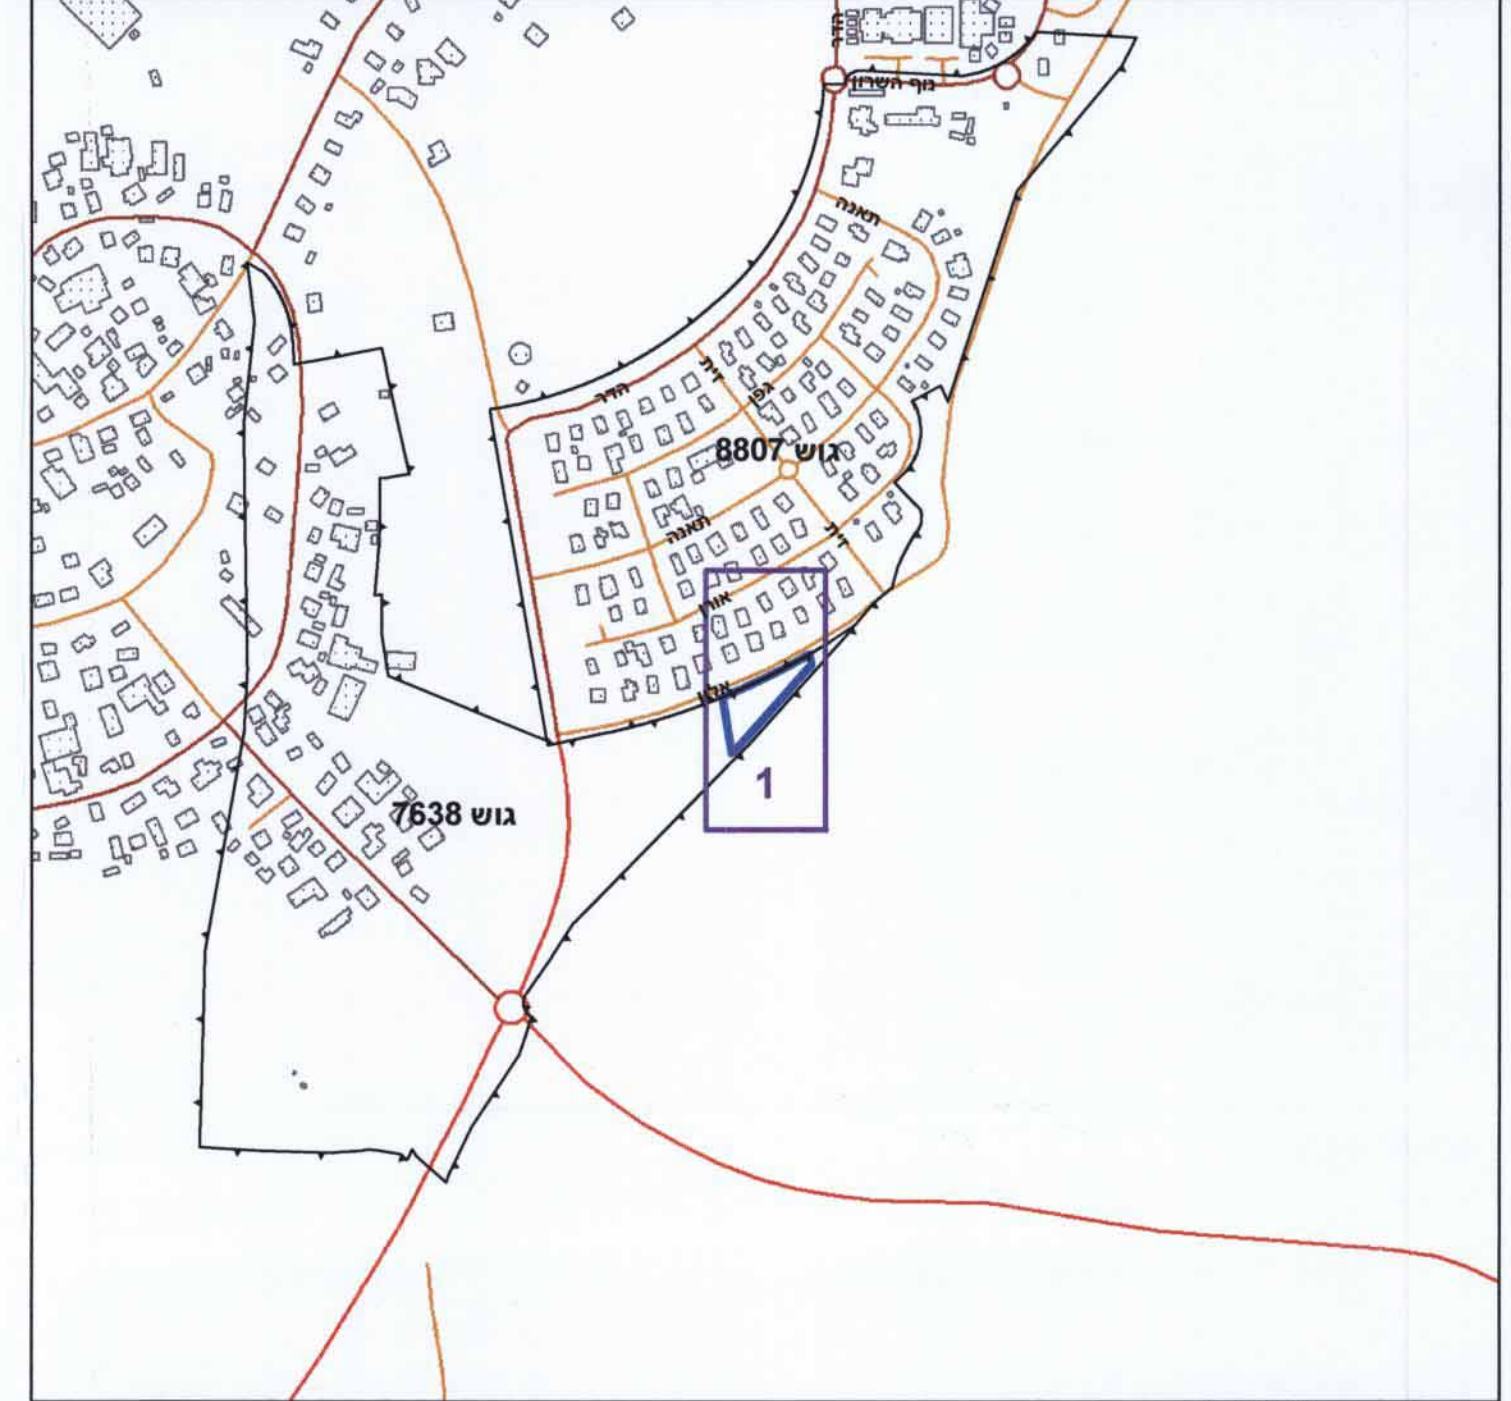 הדר
נוף השרון
תאנה
זית
גפן
הדר
גוש 8807
תאנה
זית
אורן
אלון
1
גוש 7638